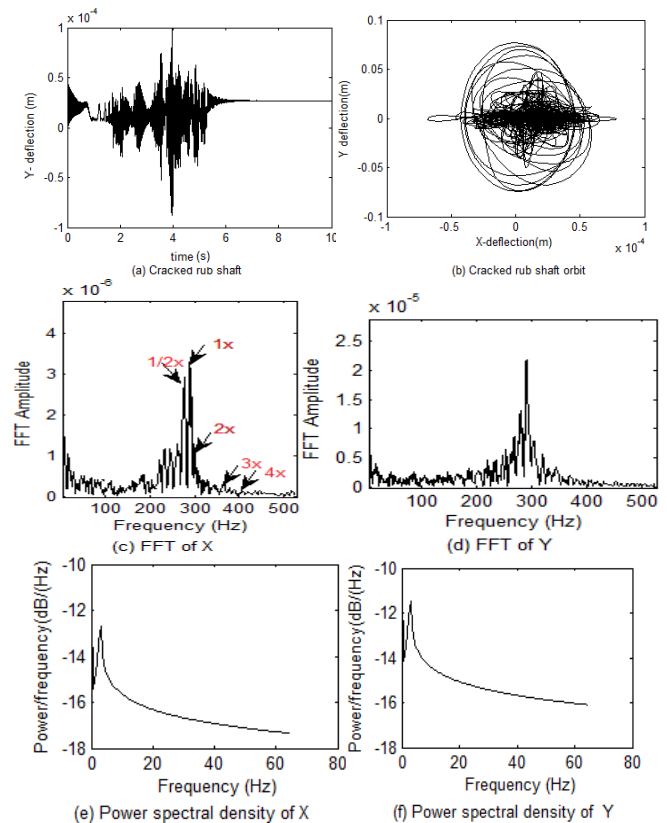 x 10⁻⁴
1
0.5
0
-0.5
-1
0 2 4 6 8 10
Y- deflection (m)
time (s)
(a) Cracked rub shaft
0.1
0.05
0
-0.05
-0.1
-1 -0.5 0 0.5 1
x 10⁻⁴
Y deflection(m)
X-deflection(m)
(b) Cracked rub shaft orbit
x 10⁻⁶
4
3
2
1
0
100 200 300 400 500
FFT Amplitude
1/2x
1x
2x
3x
4x
Frequency (Hz)
(c) FFT of X
x 10⁻⁵
2.5
2
1.5
1
0.5
0
100 200 300 400 500
FFT Amplitude
Frequency (Hz)
(d) FFT of Y
-10
-12
-14
-16
-18
0 20 40 60 80
Power/frequency(dB/(Hz)
Frequency (Hz)
(e) Power spectral density of X
-10
-12
-14
-16
-18
0 20 40 60 80
Power/frequency(dB/(Hz)
Frequency (Hz)
(f) Power spectral density of Y